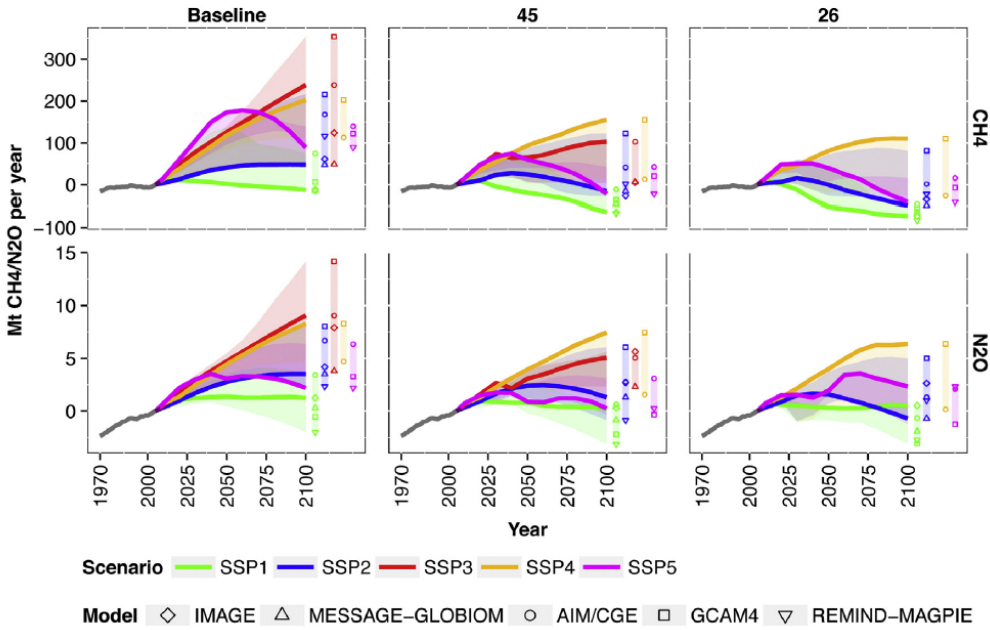 Baseline 45 26
300
200
100
0
−100
CH4
Mt CH4/N2O per year
15
10
5
0
N2O
1970 2000 2025 2050 2075 2100 1970 2000 2025 2050 2075 2100 1970 2000 2025 2050 2075 2100
Year
Scenario SSP1 SSP2 SSP3 SSP4 SSP5
Model IMAGE MESSAGE−GLOBIOM AIM/CGE GCAM4 REMIND−MAGPIE